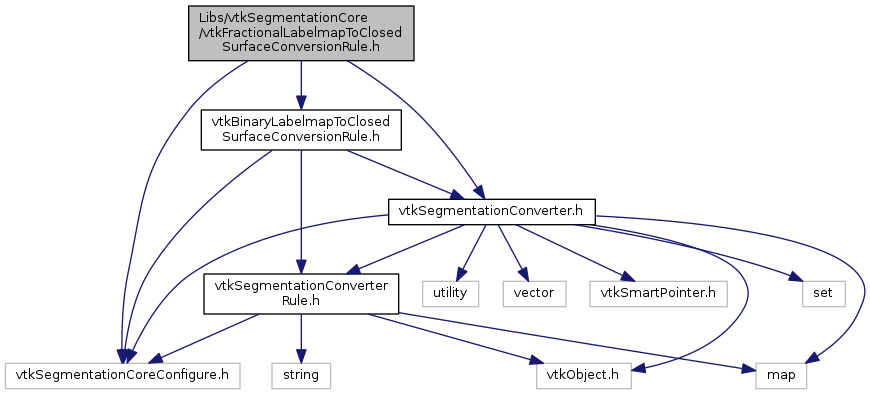 Libs/vtkSegmentationCore
/vtkFractionalLabelmapToClosed
SurfaceConversionRule.h
vtkBinaryLabelmapToClosed
SurfaceConversionRule.h
vtkSegmentationConverter.h
vtkSegmentationConverter
Rule.h
utility
vector
vtkSmartPointer.h
set
vtkSegmentationCoreConfigure.h
string
vtkObject.h
map